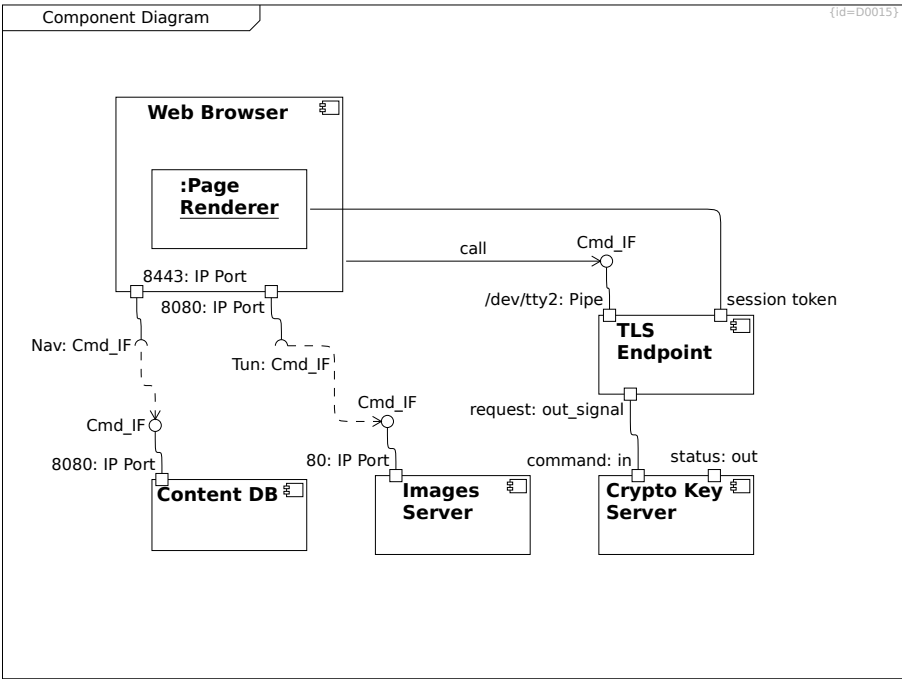 Component Diagram
{id=D0015}
Web Browser
:Page
Renderer
Cmd_IF
call
8443: IP Port
8080: IP Port
/dev/tty2: Pipe
session token
TLS
Endpoint
Nav: Cmd_IF
Tun: Cmd_IF
Cmd_IF
request: out_signal
Cmd_IF
8080: IP Port
80: IP Port
command: in
status: out
Content DB
Images
Server
Crypto Key
Server